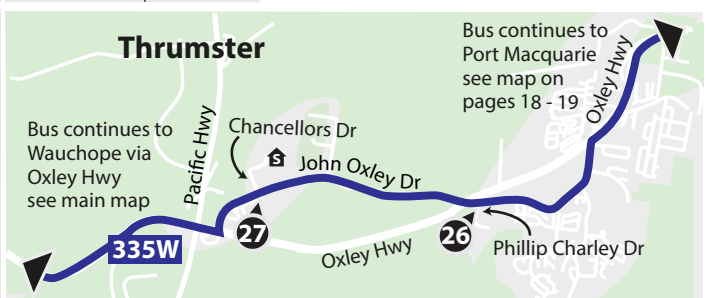 Thrumster
Bus continues to
Port Macquarie
see map on
pages 18 - 19
Oxley Hwy
Bus continues to
Wauchope via
Oxley Hwy
see main map
Pacific Hwy
Chancellors Dr
S
John Oxley Dr
335W
27
Oxley Hwy
26
Phillip Charley Dr